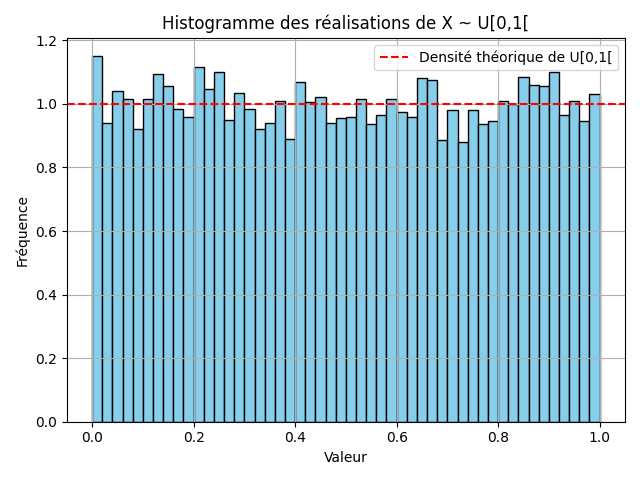 Histogramme des réalisations de X ~ U[0,1[
Densité théorique de U[0,1[
1.2
1.0
0.8
0.6
0.4
0.2
0.0
Fréquence
0.0 0.2 0.4 0.6 0.8 1.0
Valeur